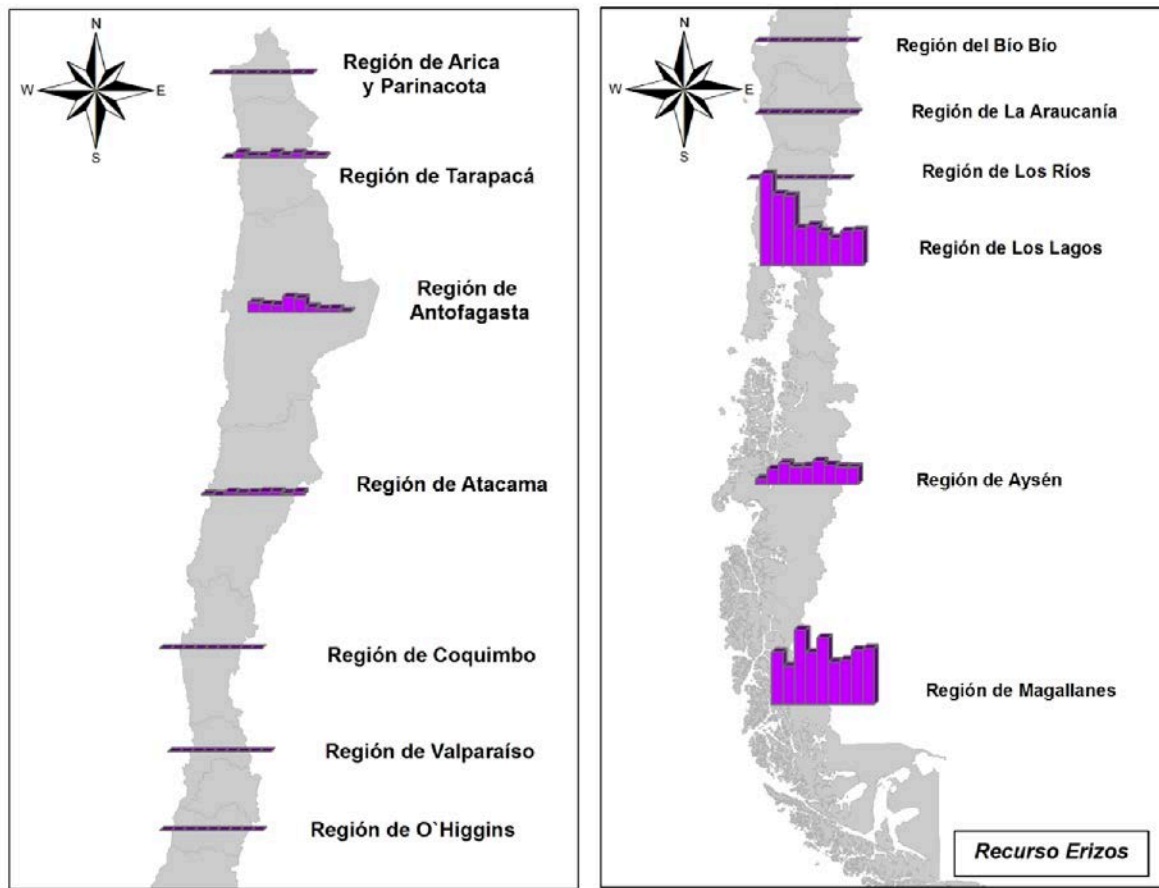 N
W
E
S
Región de Arica
y Parinacota
Región de Tarapacá
Región de
Antofagasta
Región de Atacama
Región de Coquimbo
Región de Valparaíso
Región de O`Higgins
N
W
E
S
Región del Bío Bío
Región de La Araucanía
Región de Los Ríos
Región de Los Lagos
Región de Aysén
Región de Magallanes
Recurso Erizos